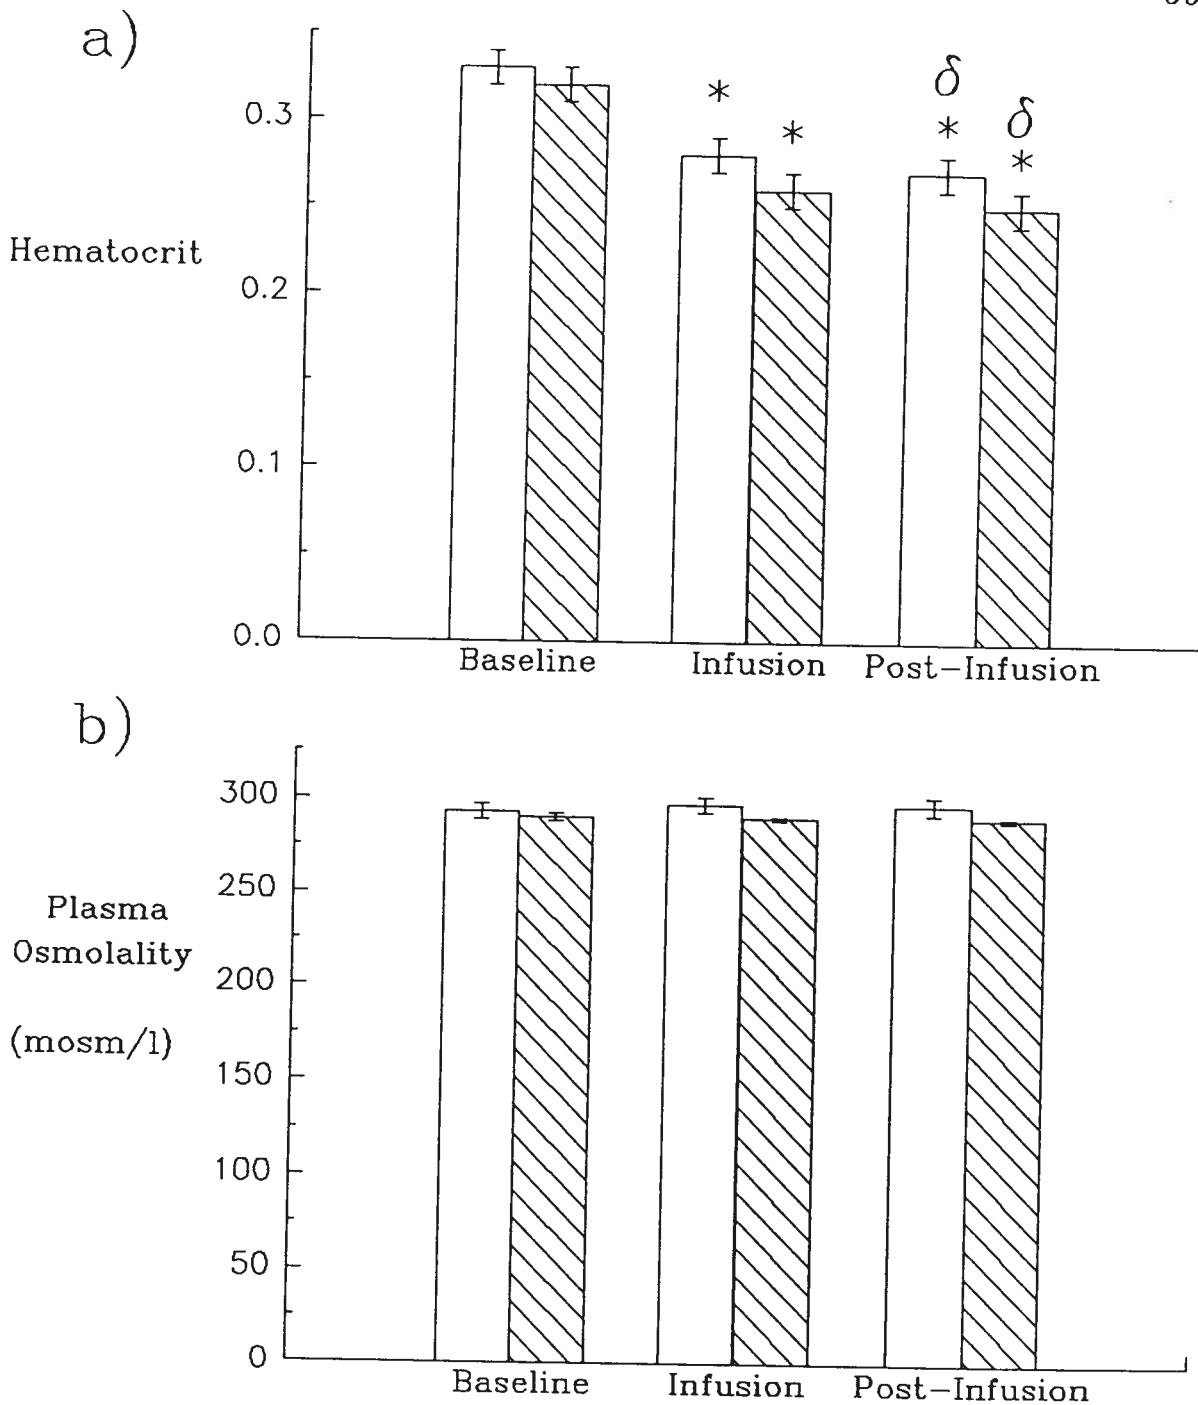 a)
δ
δ
*
*
*
*
0.3
Hematocrit
0.2
0.1
0.0
Baseline Infusion Post-Infusion
b)
300
250
Plasma
Osmolality
200
(mosm/l)
150
100
50
0
Baseline Infusion Post-Infusion